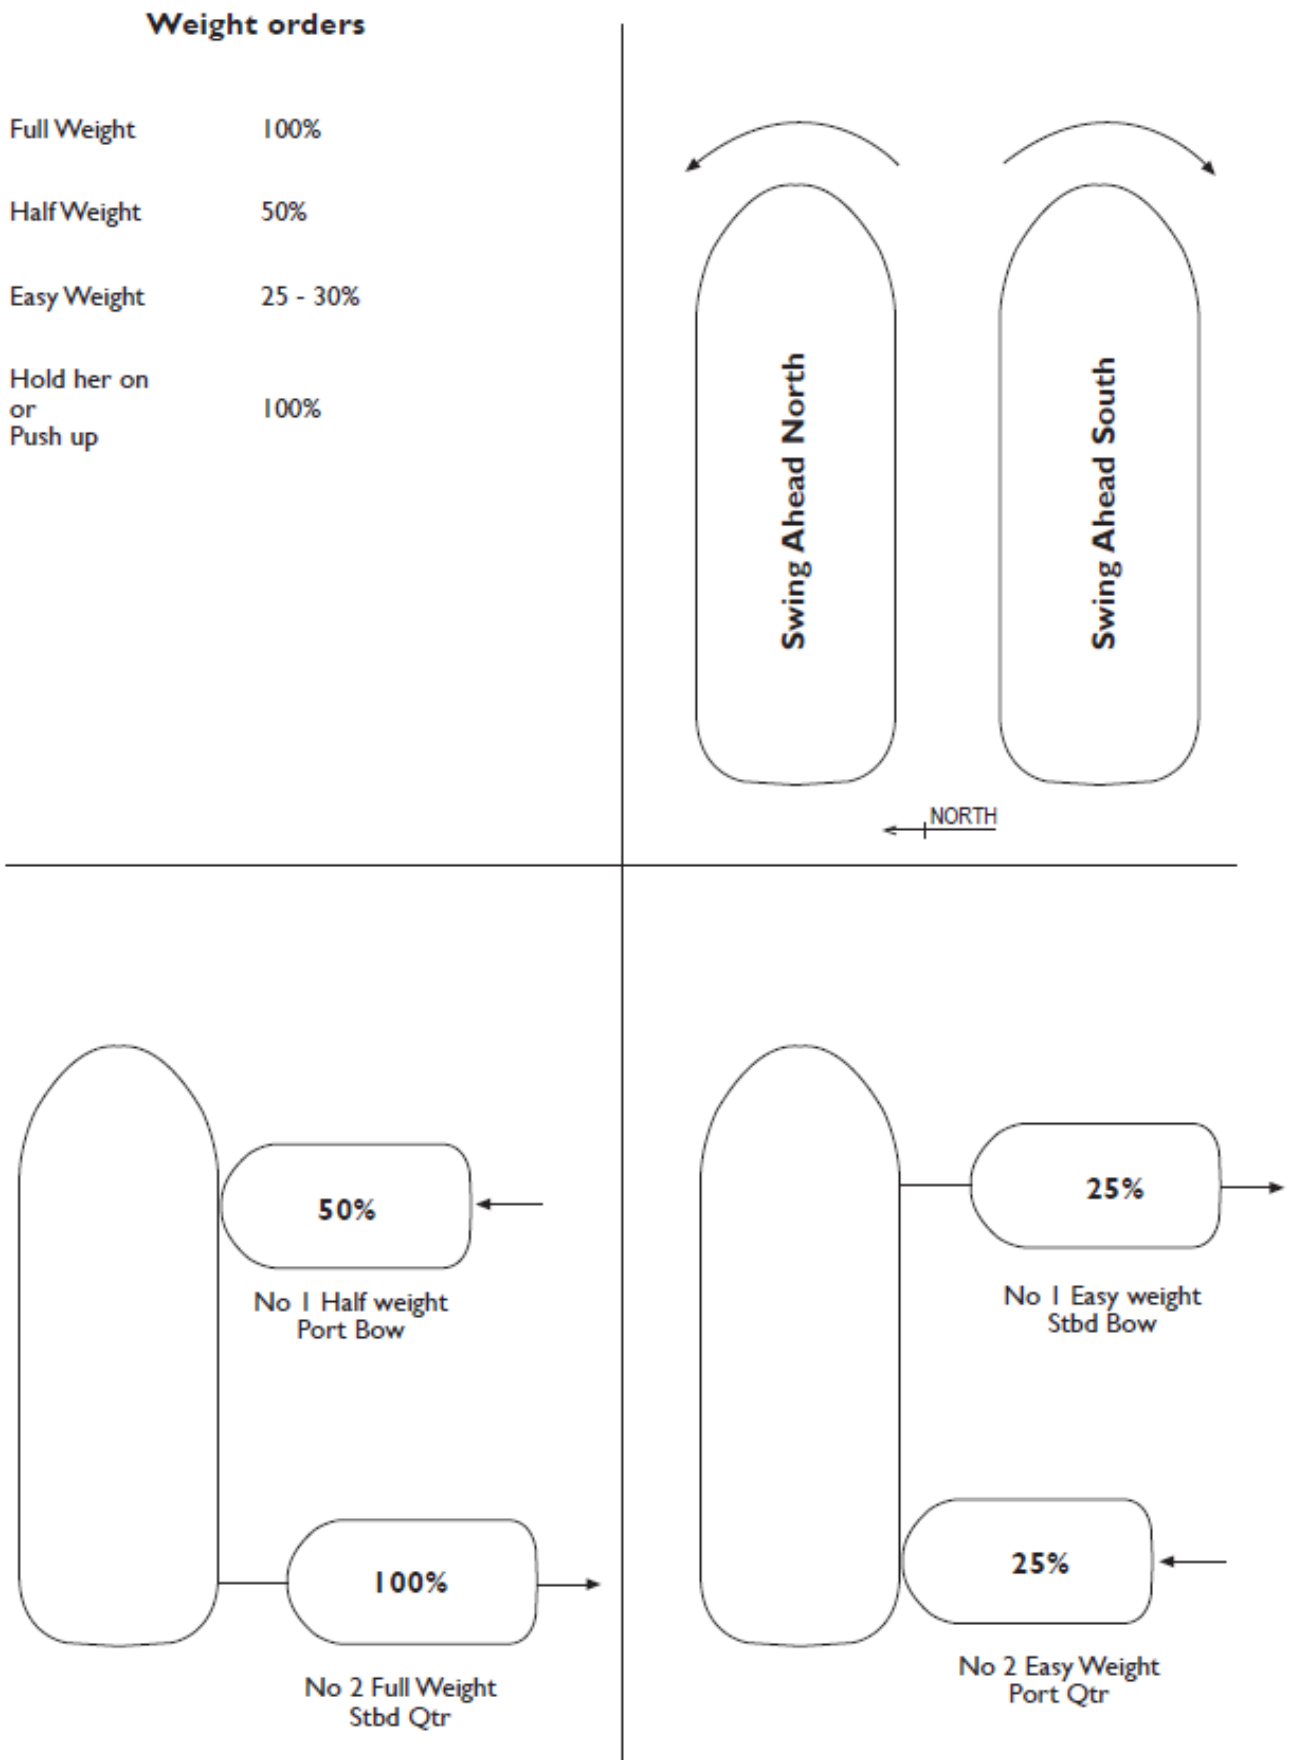 Weight orders
Full Weight 100%
Half Weight 50%
Easy Weight 25 - 30%
Hold her on
or 100%
Push up
Swing Ahead North
Swing Ahead South
NORTH
50%
No 1 Half weight
Port Bow
100%
No 2 Full Weight
Stbd Qtr
25%
No 1 Easy weight
Stbd Bow
25%
No 2 Easy Weight
Port Qtr